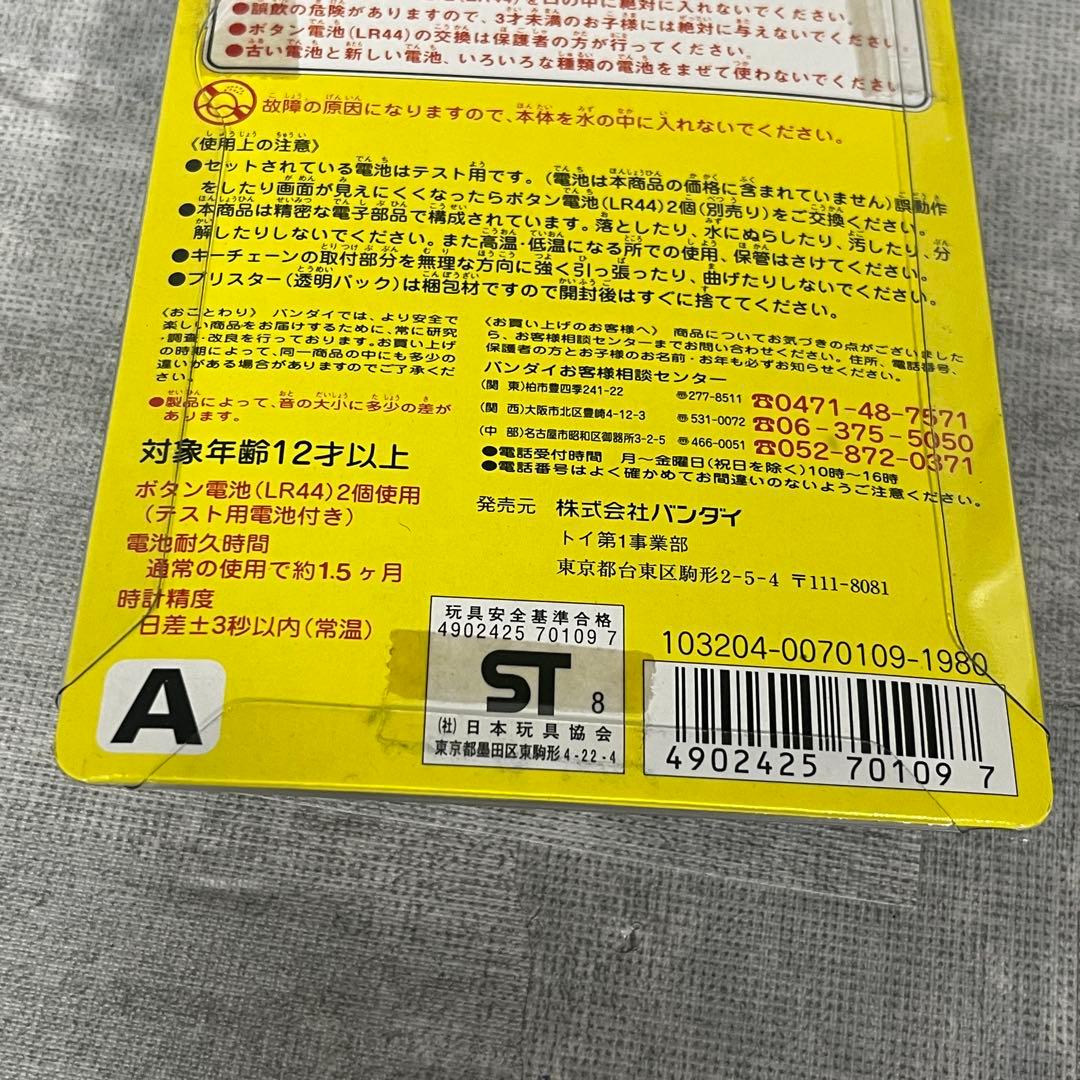 口の中に絶対に入れないでください。
●誤飲の危険がありますので、3才未満のお子様には絶対に与えないでください。
●ボタン電池(LR44)の交換は保護者の方が行ってください。
●古い電池と新しい電池、いろいろな種類の電池をまぜて使わないでください
故障の原因になりますので、本体を水の中に入れないでください。
《使用上の注意》
●セットされている電池はテスト用です。(電池は本商品の価格に含まれていません)誤動作
をしたり画面が見えにくくなったらボタン電池(LR44)2個(別売り)をご交換ください。
●本商品は精密な電子部品で構成されています。落としたり、水にぬらしたり、汚したり、分
解したりしないでください。また高温・低温になる所での使用、保管はさけてください。
●キーチェーンの取付部分を無理な方向に強く引っ張ったり、曲げたりしないでください。
●ブリスター(透明パック)は梱包材ですので開封後はすぐに捨ててください。
〈おことわり〉 バンダイでは、より安全で
楽しい商品をお届けするために、常に研究
・調査・改良を行っております。お買い上げ
の時期によって、同一商品の中にも多少の
違いがある場合がありますのでご了承くださ
い。
●製品によって、音の大小に多少の差が
あります。
対象年齢12才以上
ボタン電池(LR44)2個使用
(テスト用電池付き)
電池耐久時間
通常の使用で約1.5ヶ月
時計精度
日差±3秒以内(常温)
A
〈お買い上げのお客様へ〉 商品についてお気づきの点がございました
ら、お客様相談センターまでお問い合わせください。住所、電話番号、
保護者の方とお子様のお名前・お年も必ずお知らせください。
バンダイお客様相談センター
(関 東)柏市豊四季241-22 〒277-8511 ☎0471-48-7571
(関 西)大阪市北区豊崎4-12-3 〒531-0072 ☎06-375-5050
(中 部)名古屋市昭和区御器所3-2-5 〒466-0051 ☎052-872-0371
●電話受付時間 月〜金曜日(祝日を除く)10時〜16時
●電話番号はよく確かめてお間違いのないようご注意ください。
発売元 株式会社バンダイ
トイ第1事業部
東京都台東区駒形2-5-4 〒111-8081
玩具安全基準合格
4902425 70109 7
ST 8
(社)日本玩具協会
東京都墨田区東駒形4-22-4
103204-0070109-1980
4902425 70109 7